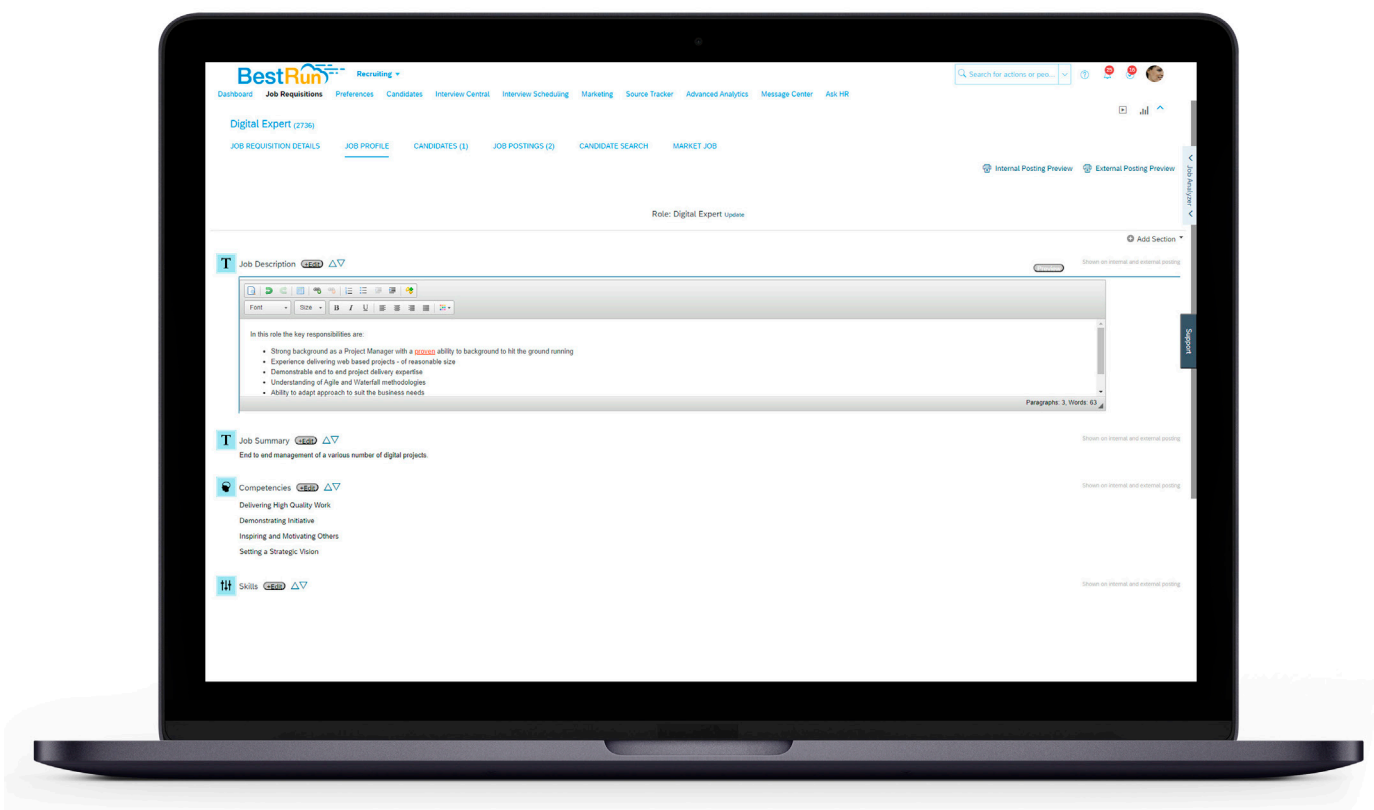 BestRun
Recruiting
Search for actions or peo...
Dashboard Job Requisitions Preferences Candidates Interview Central Interview Scheduling Marketing Source Tracker Advanced Analytics Message Center Ask HR
Digital Expert (2736)
JOB REQUISITION DETAILS JOB PROFILE CANDIDATES (1) JOB POSTINGS (2) CANDIDATE SEARCH MARKET JOB
Internal Posting Preview External Posting Preview
Job Analyzer
Role: Digital Expert Update
Add Section
T Job Description +Edit Shown on internal and external posting
Font Size B I U
In this role the key responsibilities are:
• Strong background as a Project Manager with a proven ability to background to hit the ground running
• Experience delivering web based projects - of reasonable size
• Demonstrable end to end project delivery expertise
• Understanding of Agile and Waterfall methodologies
• Ability to adapt approach to suit the business needs
Paragraphs: 3, Words: 63
Support
T Job Summary +Edit Shown on internal and external posting
End to end management of a various number of digital projects.
Competencies +Edit Shown on internal and external posting
Delivering High Quality Work
Demonstrating Initiative
Inspiring and Motivating Others
Setting a Strategic Vision
Skills +Edit Shown on internal and external posting